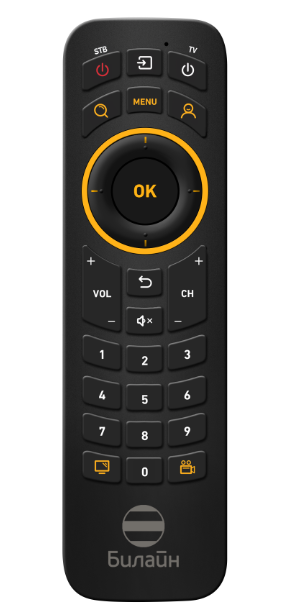 STB TV
MENU
OK
+ +
VOL CH
− ×
− −
1 2 3
4 5 6
7 8 9
0
Билайн